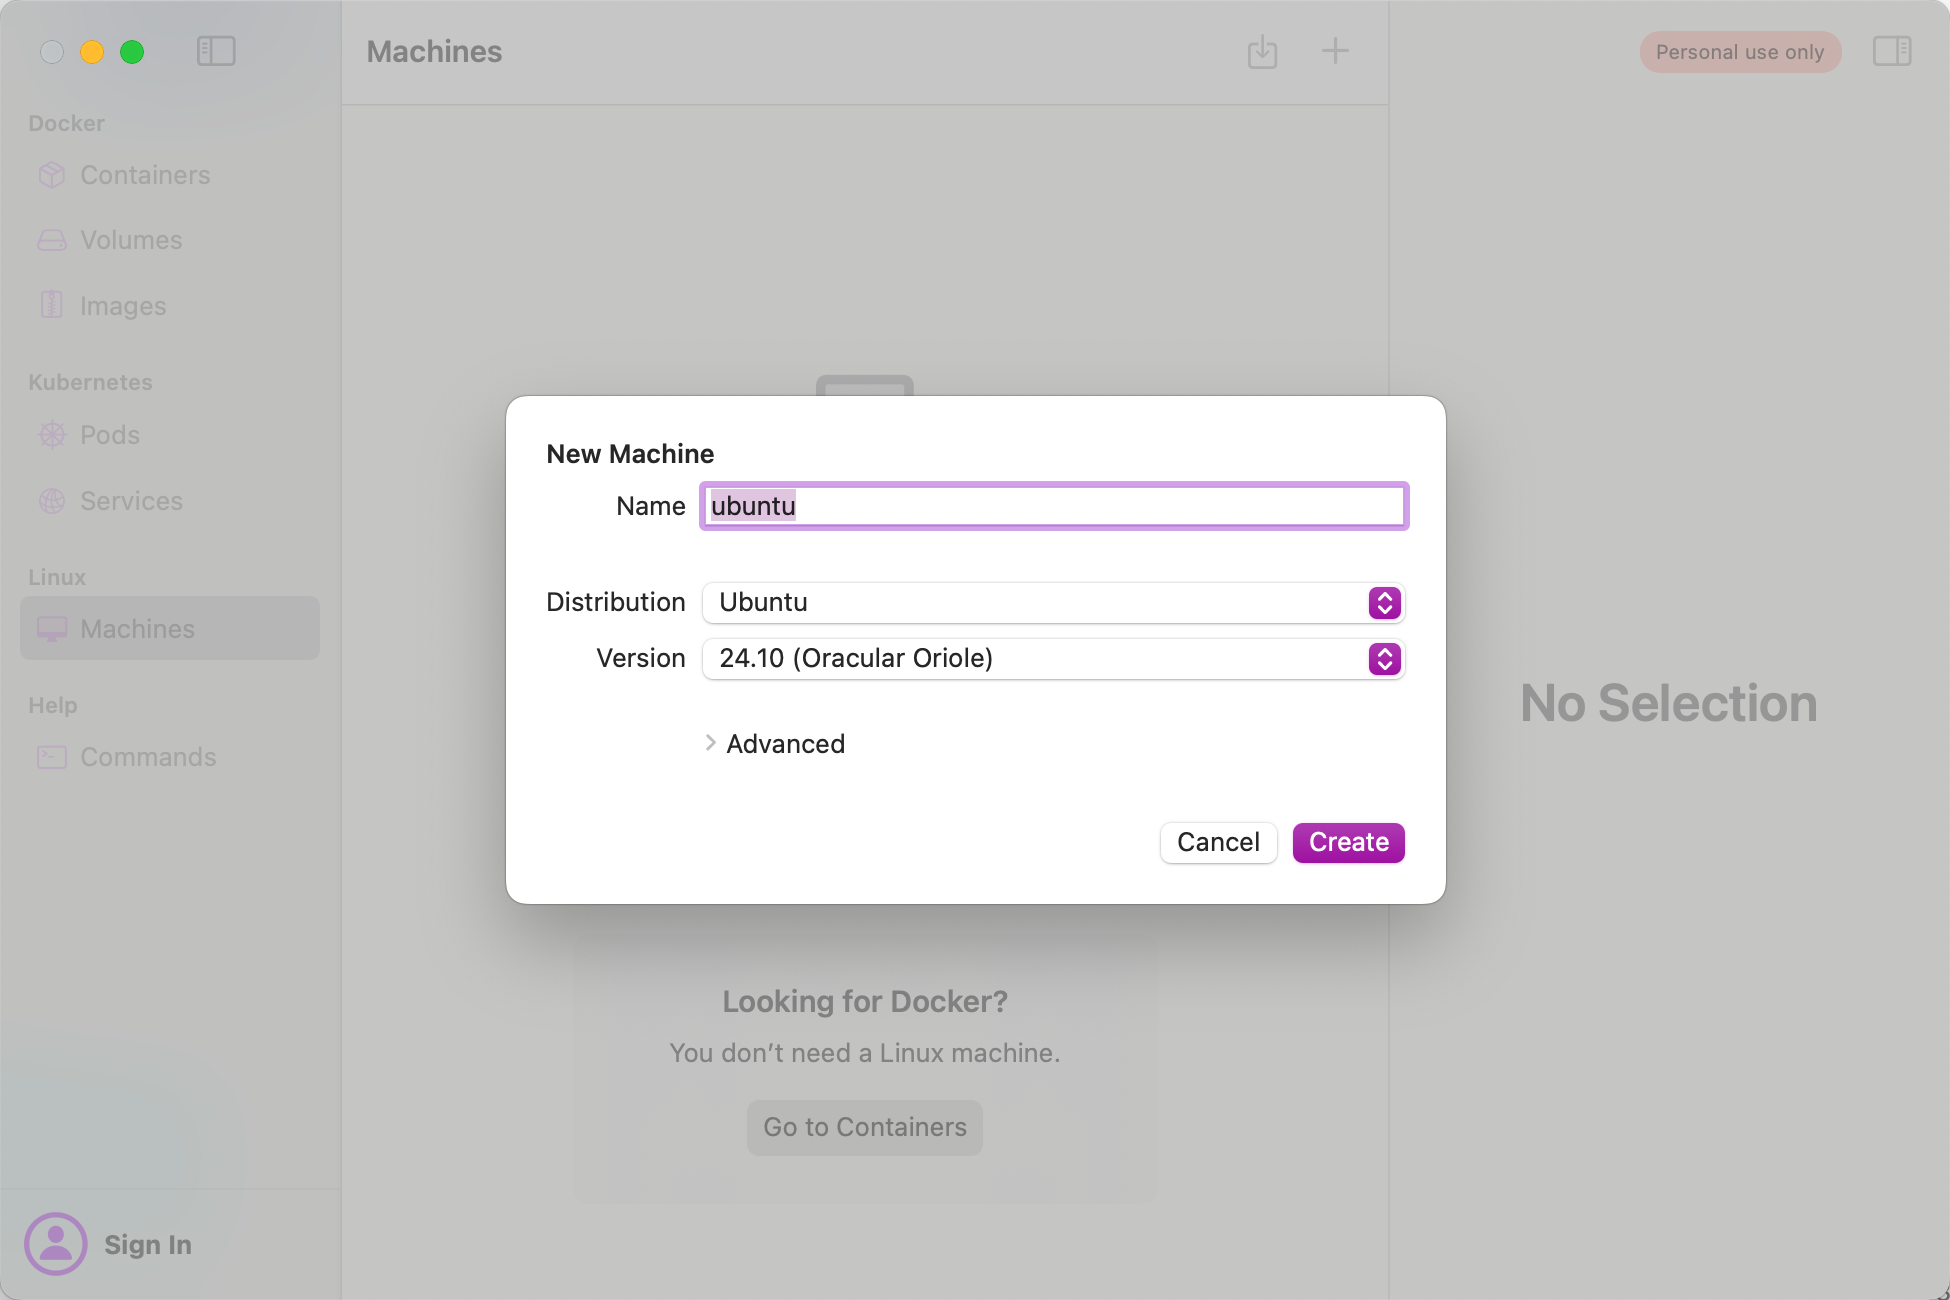 Machines
Personal use only
Docker
Containers
Volumes
Images
Kubernetes
Pods
Services
Linux
Machines
Help
Commands
Sign In
New Machine
Name ubuntu
Distribution Ubuntu
Version 24.10 (Oracular Oriole)
Advanced
Cancel Create
Looking for Docker?
You don’t need a Linux machine.
Go to Containers
No Selection